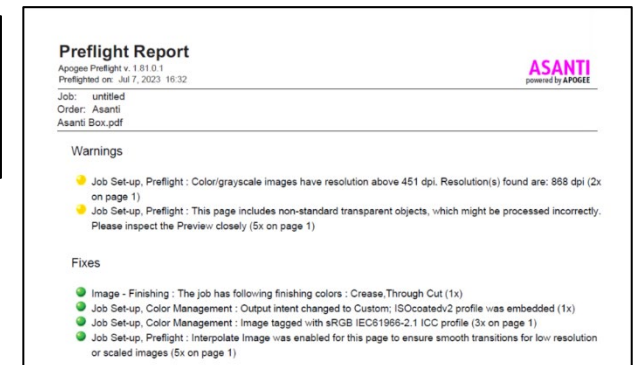 Preflight Report
Apogee Preflight v. 1.81.0.1
Preflighted on: Jul 7, 2023 16:32
ASANTI
powered by APOGEE
Job: untitled
Order: Asanti
Asanti Box.pdf
Warnings
Job Set-up, Preflight : Color/grayscale images have resolution above 451 dpi. Resolution(s) found are: 868 dpi (2x
on page 1)
Job Set-up, Preflight : This page includes non-standard transparent objects, which might be processed incorrectly.
Please inspect the Preview closely (5x on page 1)
Fixes
Image - Finishing : The job has following finishing colors : Crease,Through Cut (1x)
Job Set-up, Color Management : Output intent changed to Custom; ISOcoatedv2 profile was embedded (1x)
Job Set-up, Color Management : Image tagged with sRGB IEC61966-2.1 ICC profile (3x on page 1)
Job Set-up, Preflight : Interpolate Image was enabled for this page to ensure smooth transitions for low resolution
or scaled images (5x on page 1)